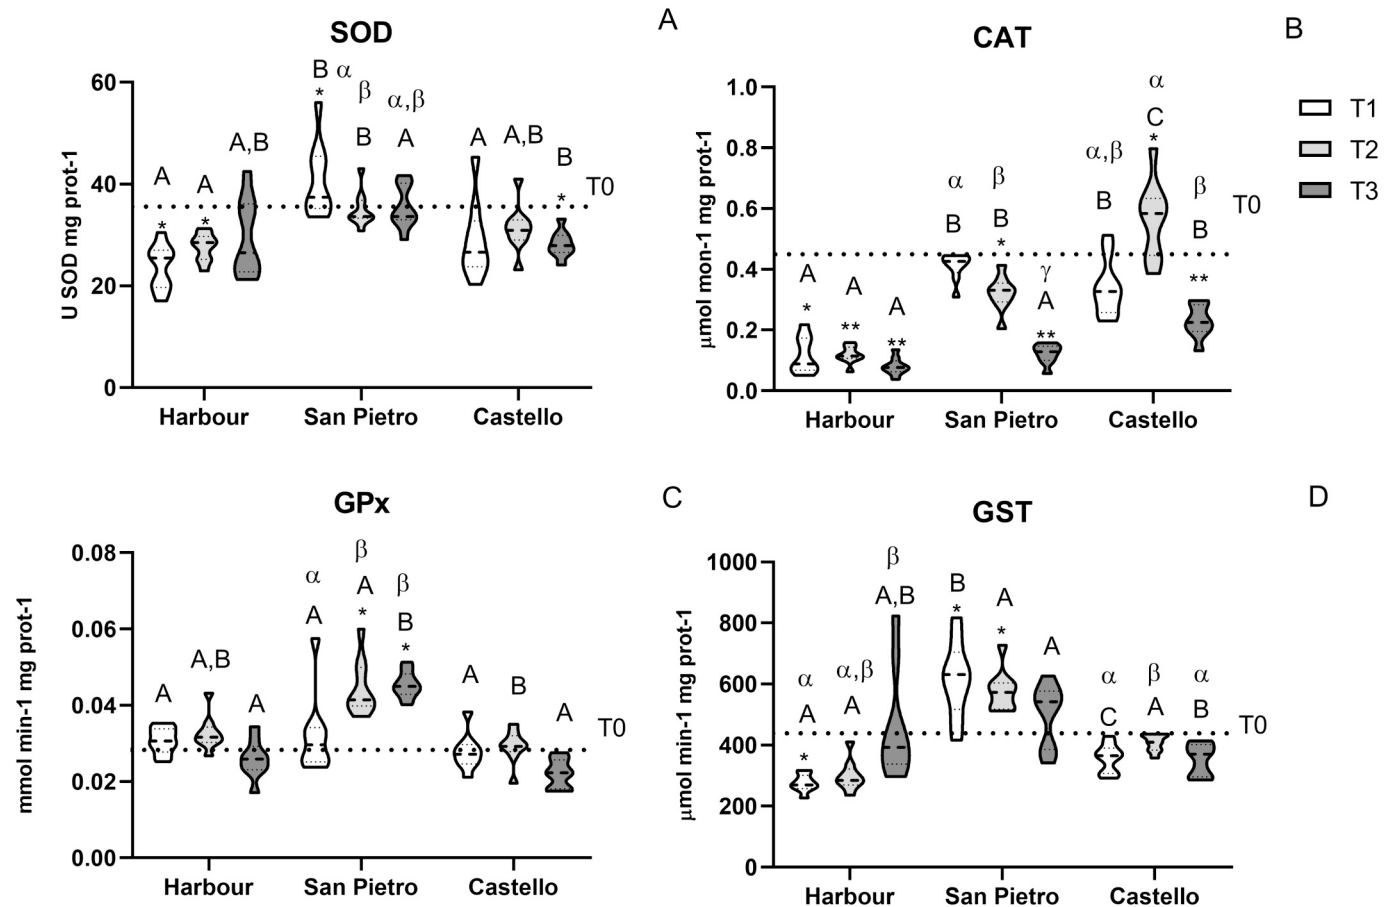 SOD
A
60
40
20
0
U SOD mg prot-1
A
*
A
*
A,B
B α
*
β
B
α,β
A
A
A,B
B
*
T0
Harbour
San Pietro
Castello
CAT
B
1.0
0.8
0.6
0.4
0.2
0.0
μmol mon-1 mg prot-1
A
*
A
**
A
**
α
B
β
B
*
γ
A
**
α,β
B
α
C
*
β
B
**
T0
Harbour
San Pietro
Castello
T1
T2
T3
GPx
C
0.08
0.06
0.04
0.02
0.00
mmol min-1 mg prot-1
A
A,B
A
α
A
β
A
*
β
B
*
A
B
A
T0
Harbour
San Pietro
Castello
GST
D
1000
800
600
400
200
0
μmol min-1 mg prot-1
α
A
*
α,β
A
β
A,B
B
*
A
*
A
α
C
β
A
α
B
T0
Harbour
San Pietro
Castello